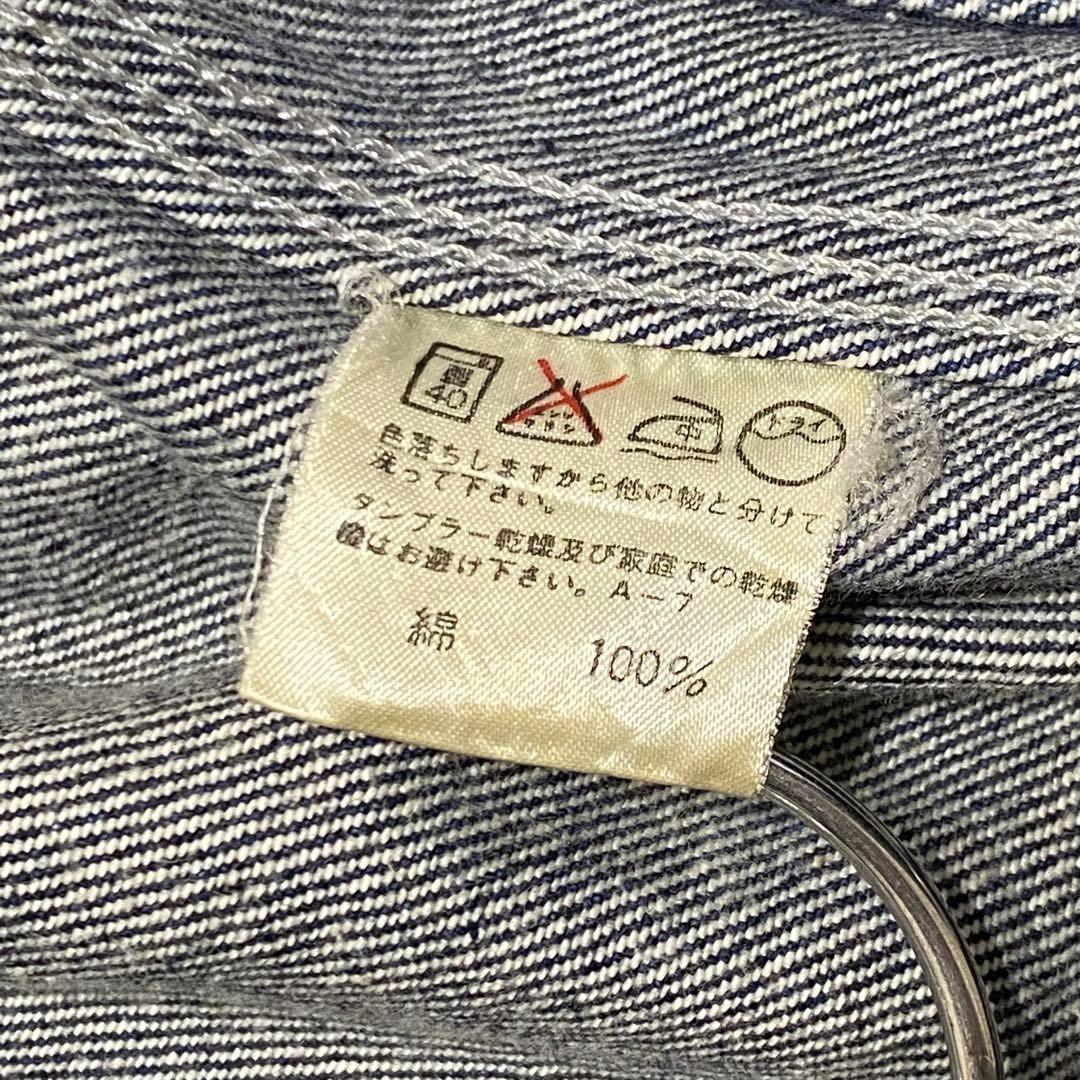 40 エンソ サラシ 中 ドライ
色落ちしますから他の物と分けて
洗って下さい。
タンブラー乾燥及び家庭での乾燥
機はお避け下さい。A-7
綿 100%